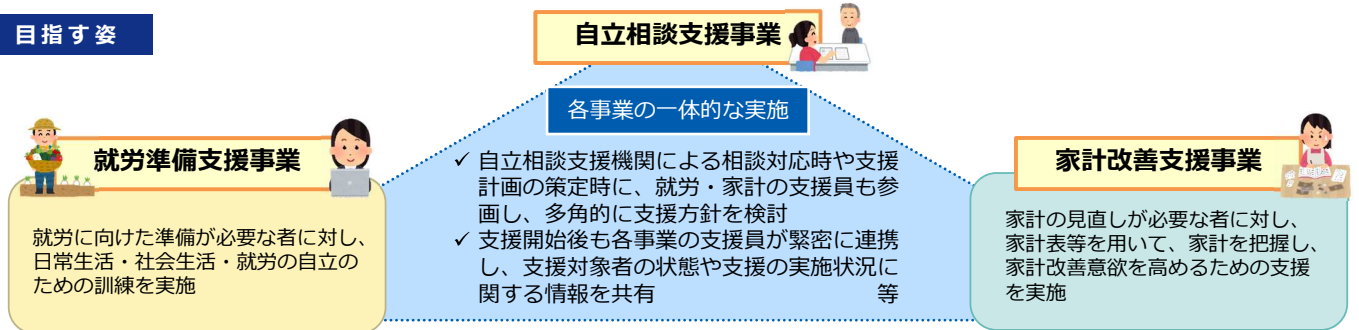 目指す姿
自立相談支援事業
各事業の一体的な実施
✓ 自立相談支援機関による相談対応時や支援
計画の策定時に、就労・家計の支援員も参
画し、多角的に支援方針を検討
✓ 支援開始後も各事業の支援員が緊密に連携
し、支援対象者の状態や支援の実施状況に
関する情報を共有 等
就労準備支援事業
就労に向けた準備が必要な者に対し、
日常生活・社会生活・就労の自立の
ための訓練を実施
家計改善支援事業
家計の見直しが必要な者に対し、
家計表等を用いて、家計を把握し、
家計改善意欲を高めるための支援
を実施